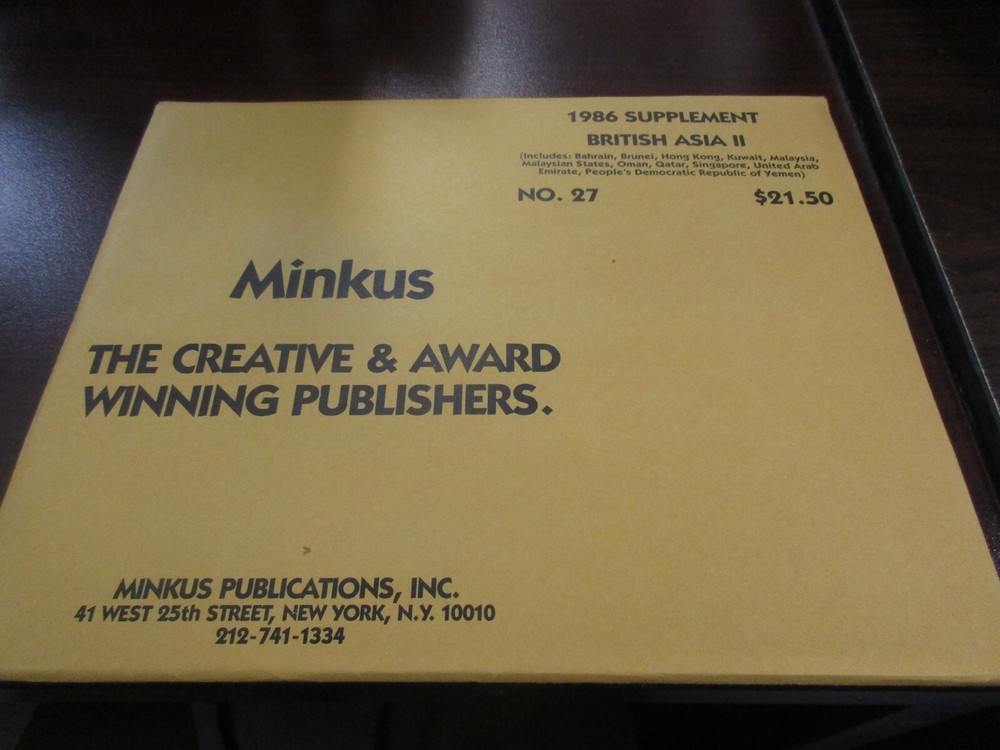 1986 SUPPLEMENT
BRITISH ASIA II
(Includes: Bahrain, Brunei, Hong Kong, Kuwait, Malaysia,
Malaysian States, Oman, Qatar, Singapore, United Arab
Emirate, People's Democratic Republic of Yemen)
NO. 27 $21.50
Minkus
THE CREATIVE & AWARD
WINNING PUBLISHERS.
MINKUS PUBLICATIONS, INC.
41 WEST 25th STREET, NEW YORK, N.Y. 10010
212-741-1334